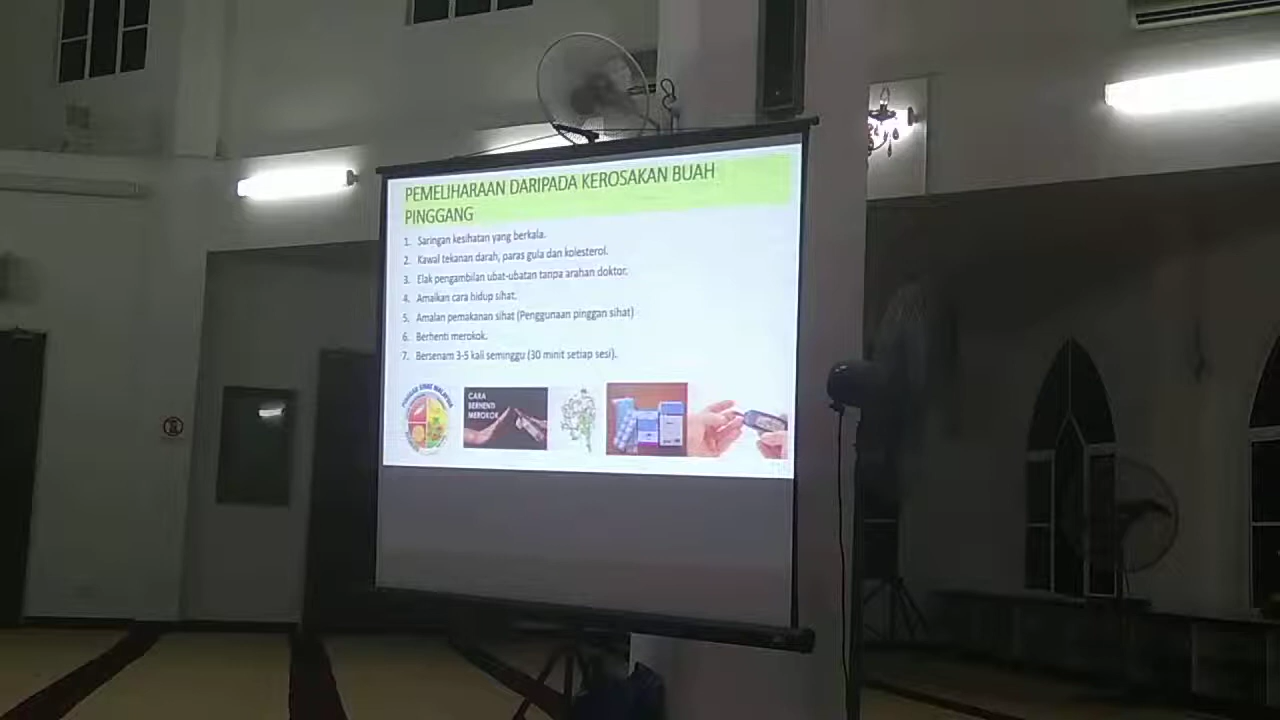 PEMELIHARAAN DARIPADA KEROSAKAN BUAH
PINGGANG
1. Saringan kesihatan yang berkala.
2. Kawal tekanan darah, paras gula dan kolesterol.
3. Elak pengambilan ubat-ubatan tanpa arahan doktor.
4. Amalkan cara hidup sihat.
5. Amalan pemakanan sihat (Penggunaan pinggan sihat)
6. Berhenti merokok.
7. Bersenam 3-5 kali seminggu (30 minit setiap sesi).
CARA
BERHENTI
MEROKOK